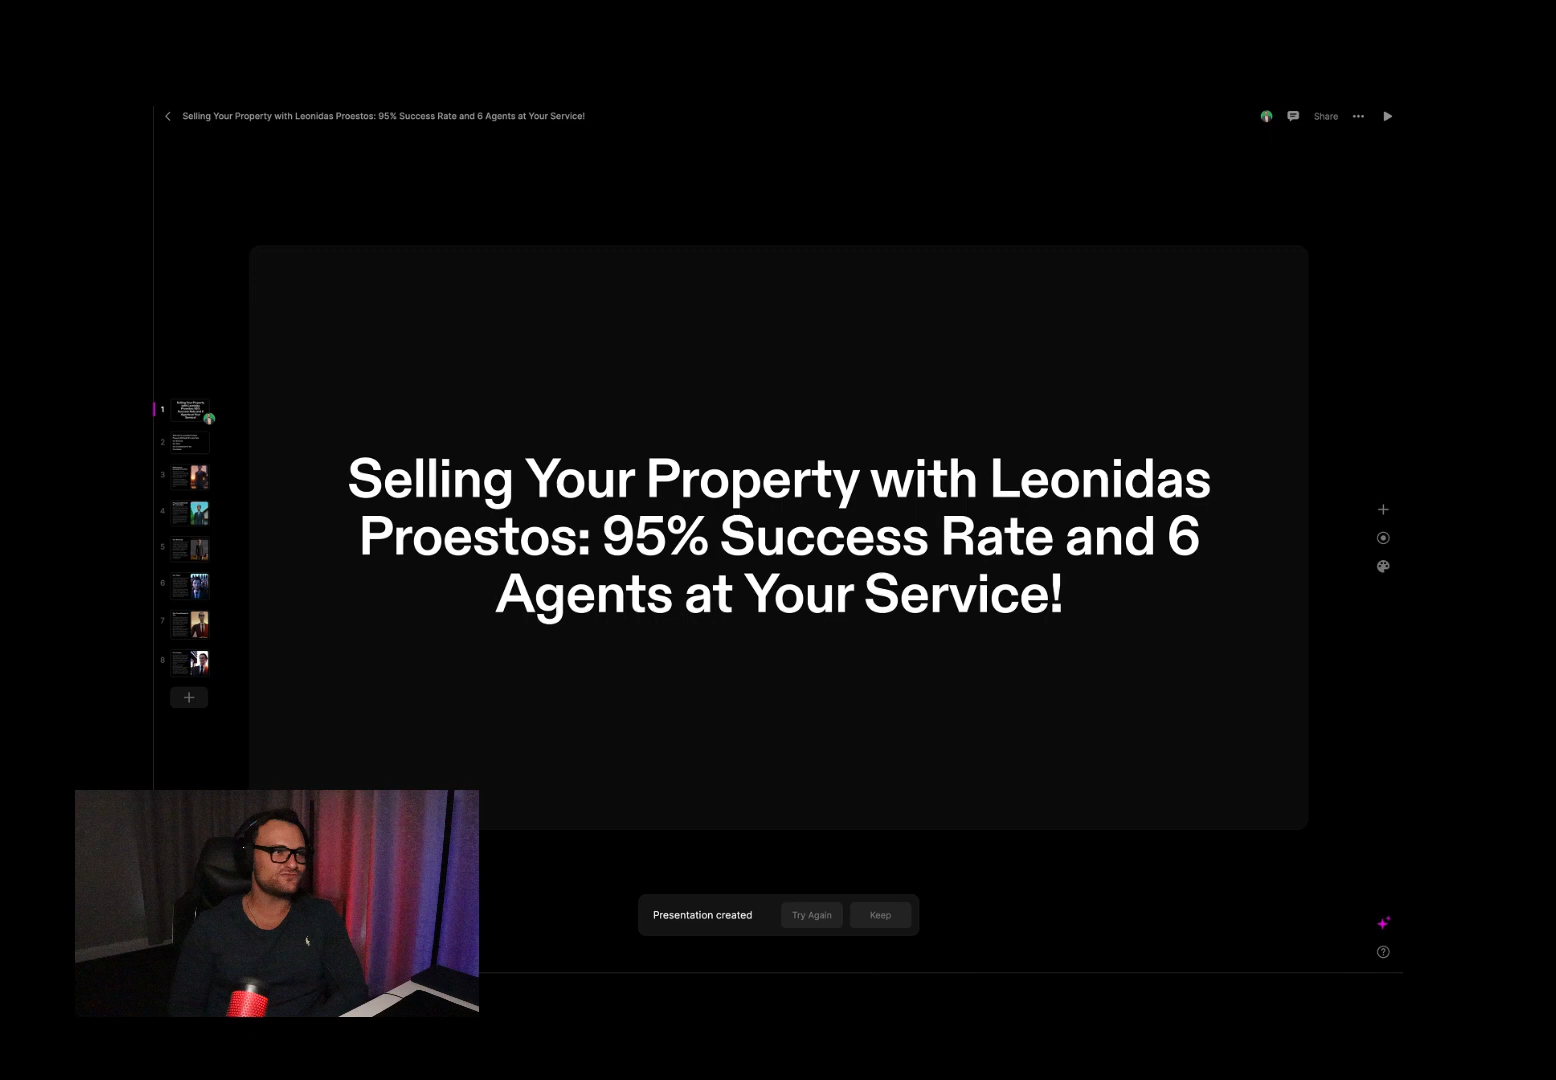 Selling Your Property with Leonidas Proestos: 95% Success Rate and 6 Agents at Your Service!
Share
Selling Your Property with Leonidas
Proestos: 95% Success Rate and 6
Agents at Your Service!
1
2
3
4
5
6
7
8
Presentation created
Try Again
Keep